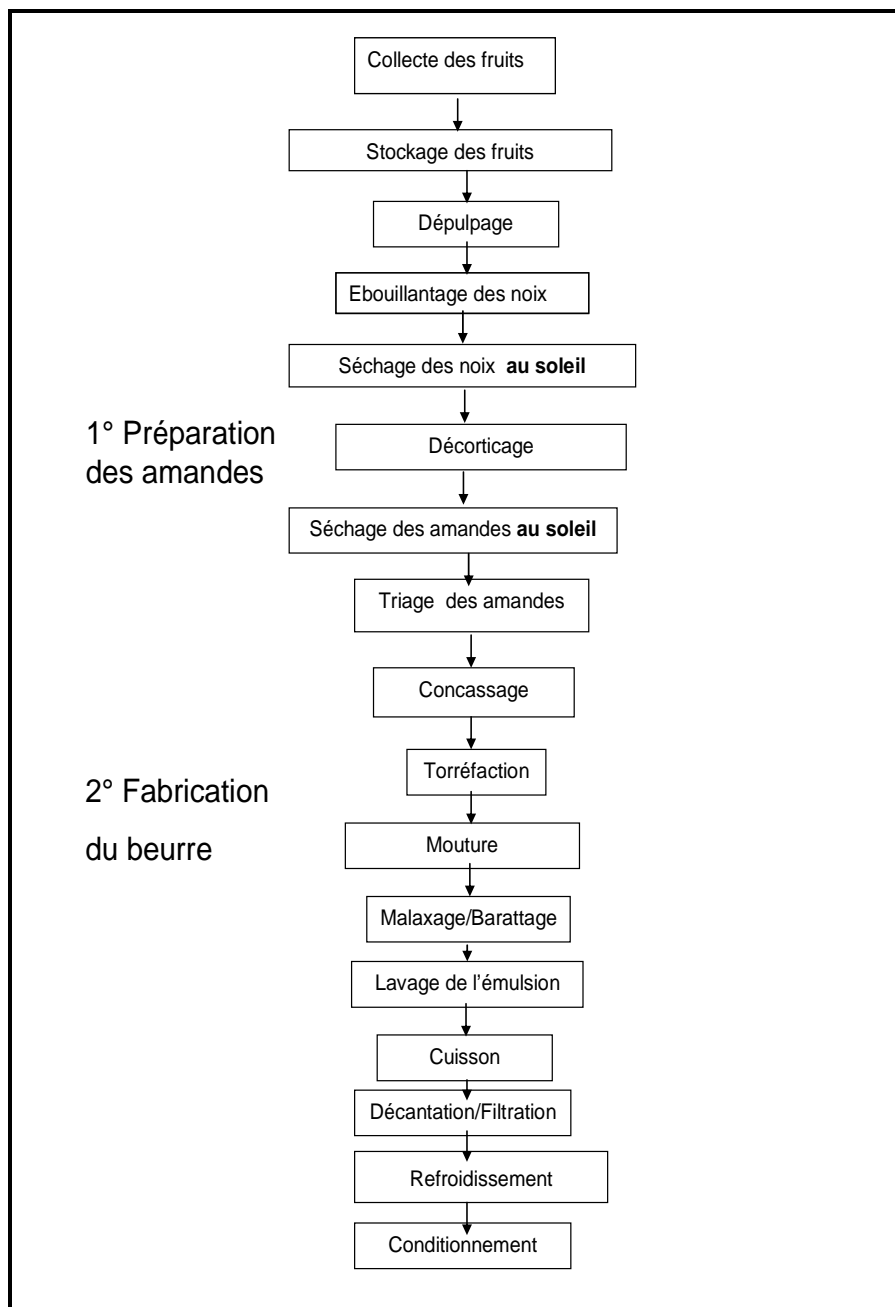 Collecte des fruits
Stockage des fruits
Dépulpage
Ebouillantage des noix
Séchage des noix au soleil
1° Préparation
des amandes
Décorticage
Séchage des amandes au soleil
Triage des amandes
Concassage
Torréfaction
2° Fabrication
du beurre
Mouture
Malaxage/Barattage
Lavage de l’émulsion
Cuisson
Décantation/Filtration
Refroidissement
Conditionnement